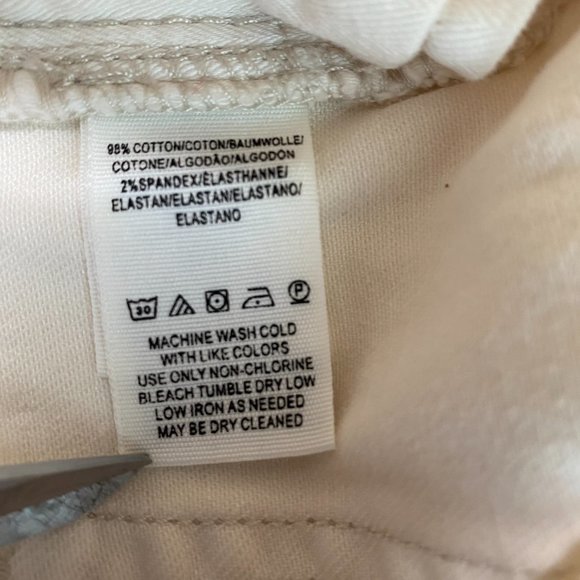 98% COTTON/COTON/BAUMWOLLE/
COTONE/ALGODÃO/ALGODÓN
2%SPANDEX/ÉLASTHANNE/
ELASTAN/ELASTAN/ELASTANO/
ELASTANO
30 P
MACHINE WASH COLD
WITH LIKE COLORS
USE ONLY NON-CHLORINE
BLEACH TUMBLE DRY LOW
LOW IRON AS NEEDED
MAY BE DRY CLEANED